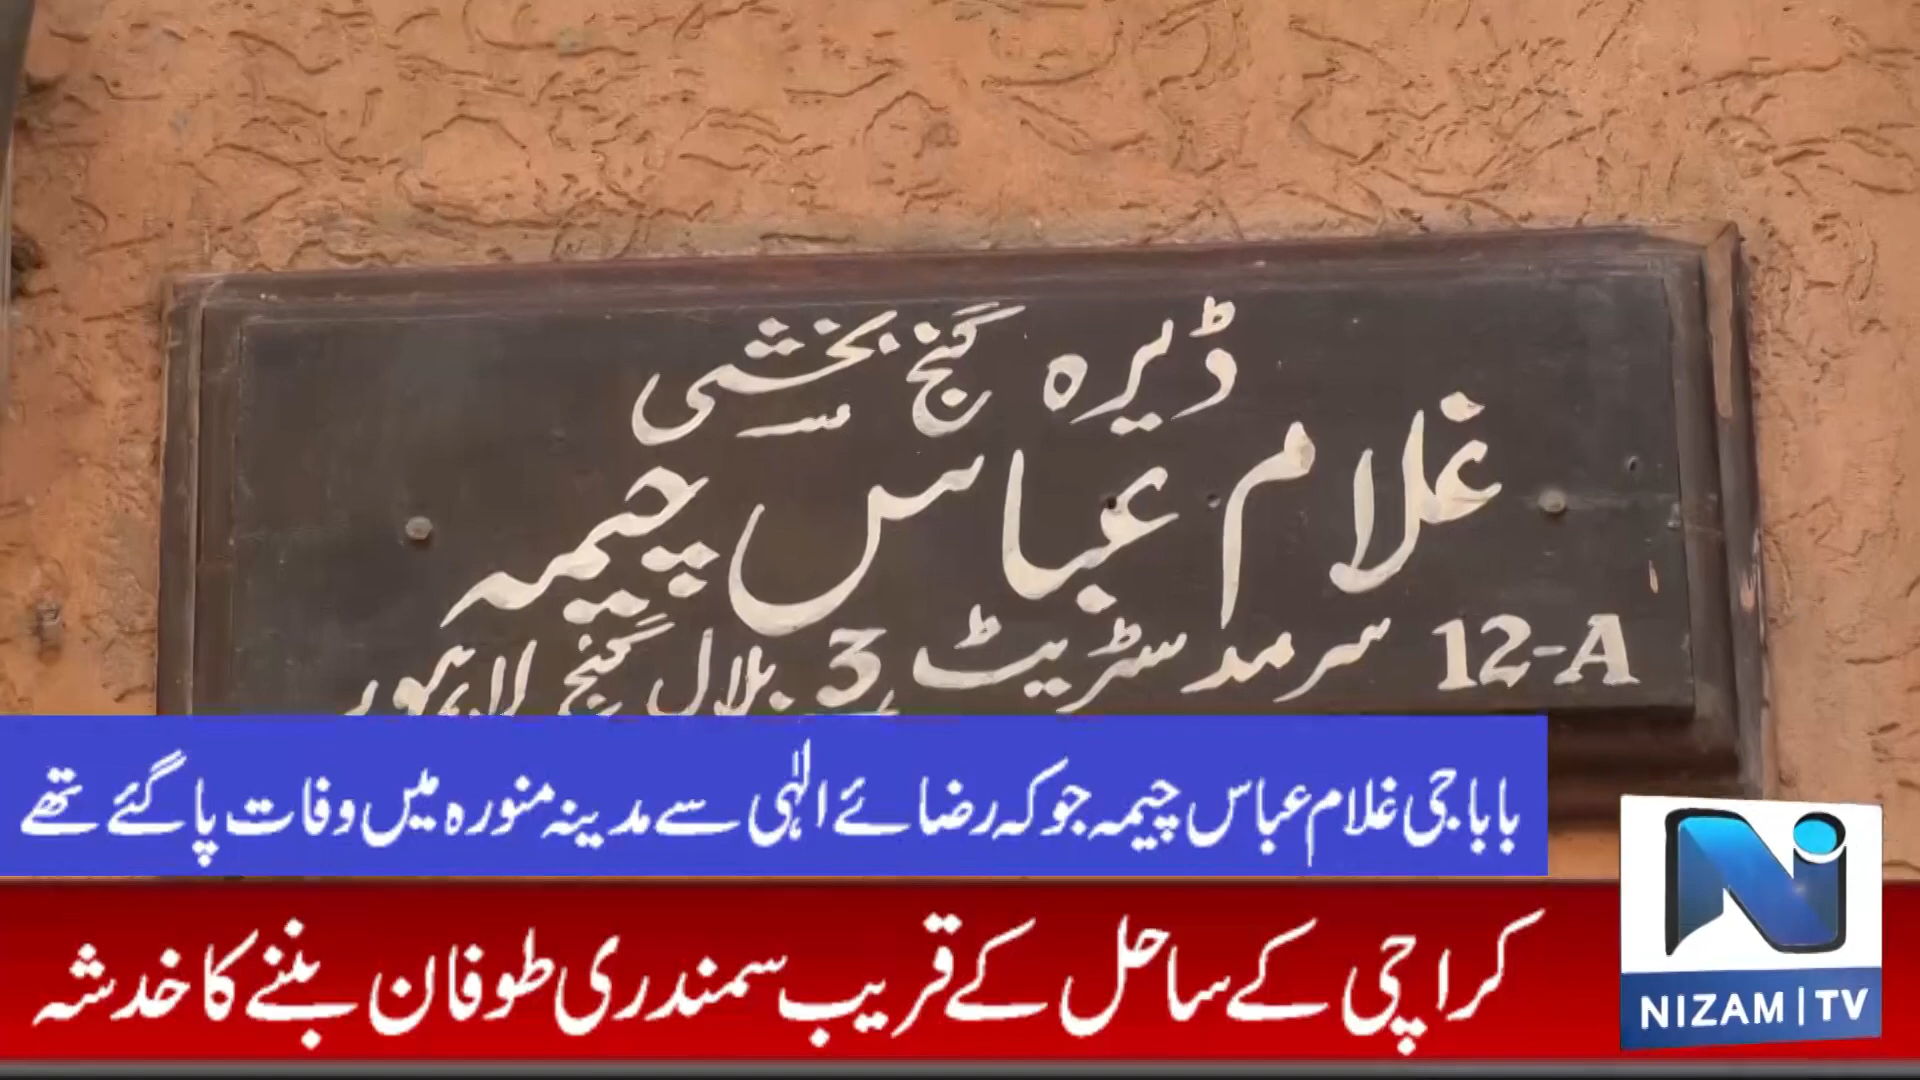 ڈیرہ گنج بخشی
غلام عباس چیمہ
12-A سرمد سٹریٹ 3 بلال گنج لاہور
بابا جی غلام عباس چیمہ جو کہ رضائے الٰہی سے مدینہ منورہ میں وفات پا گئے تھے
کراچی کے ساحل کے قریب سمندری طوفان بننے کا خدشہ
NIZAM|TV